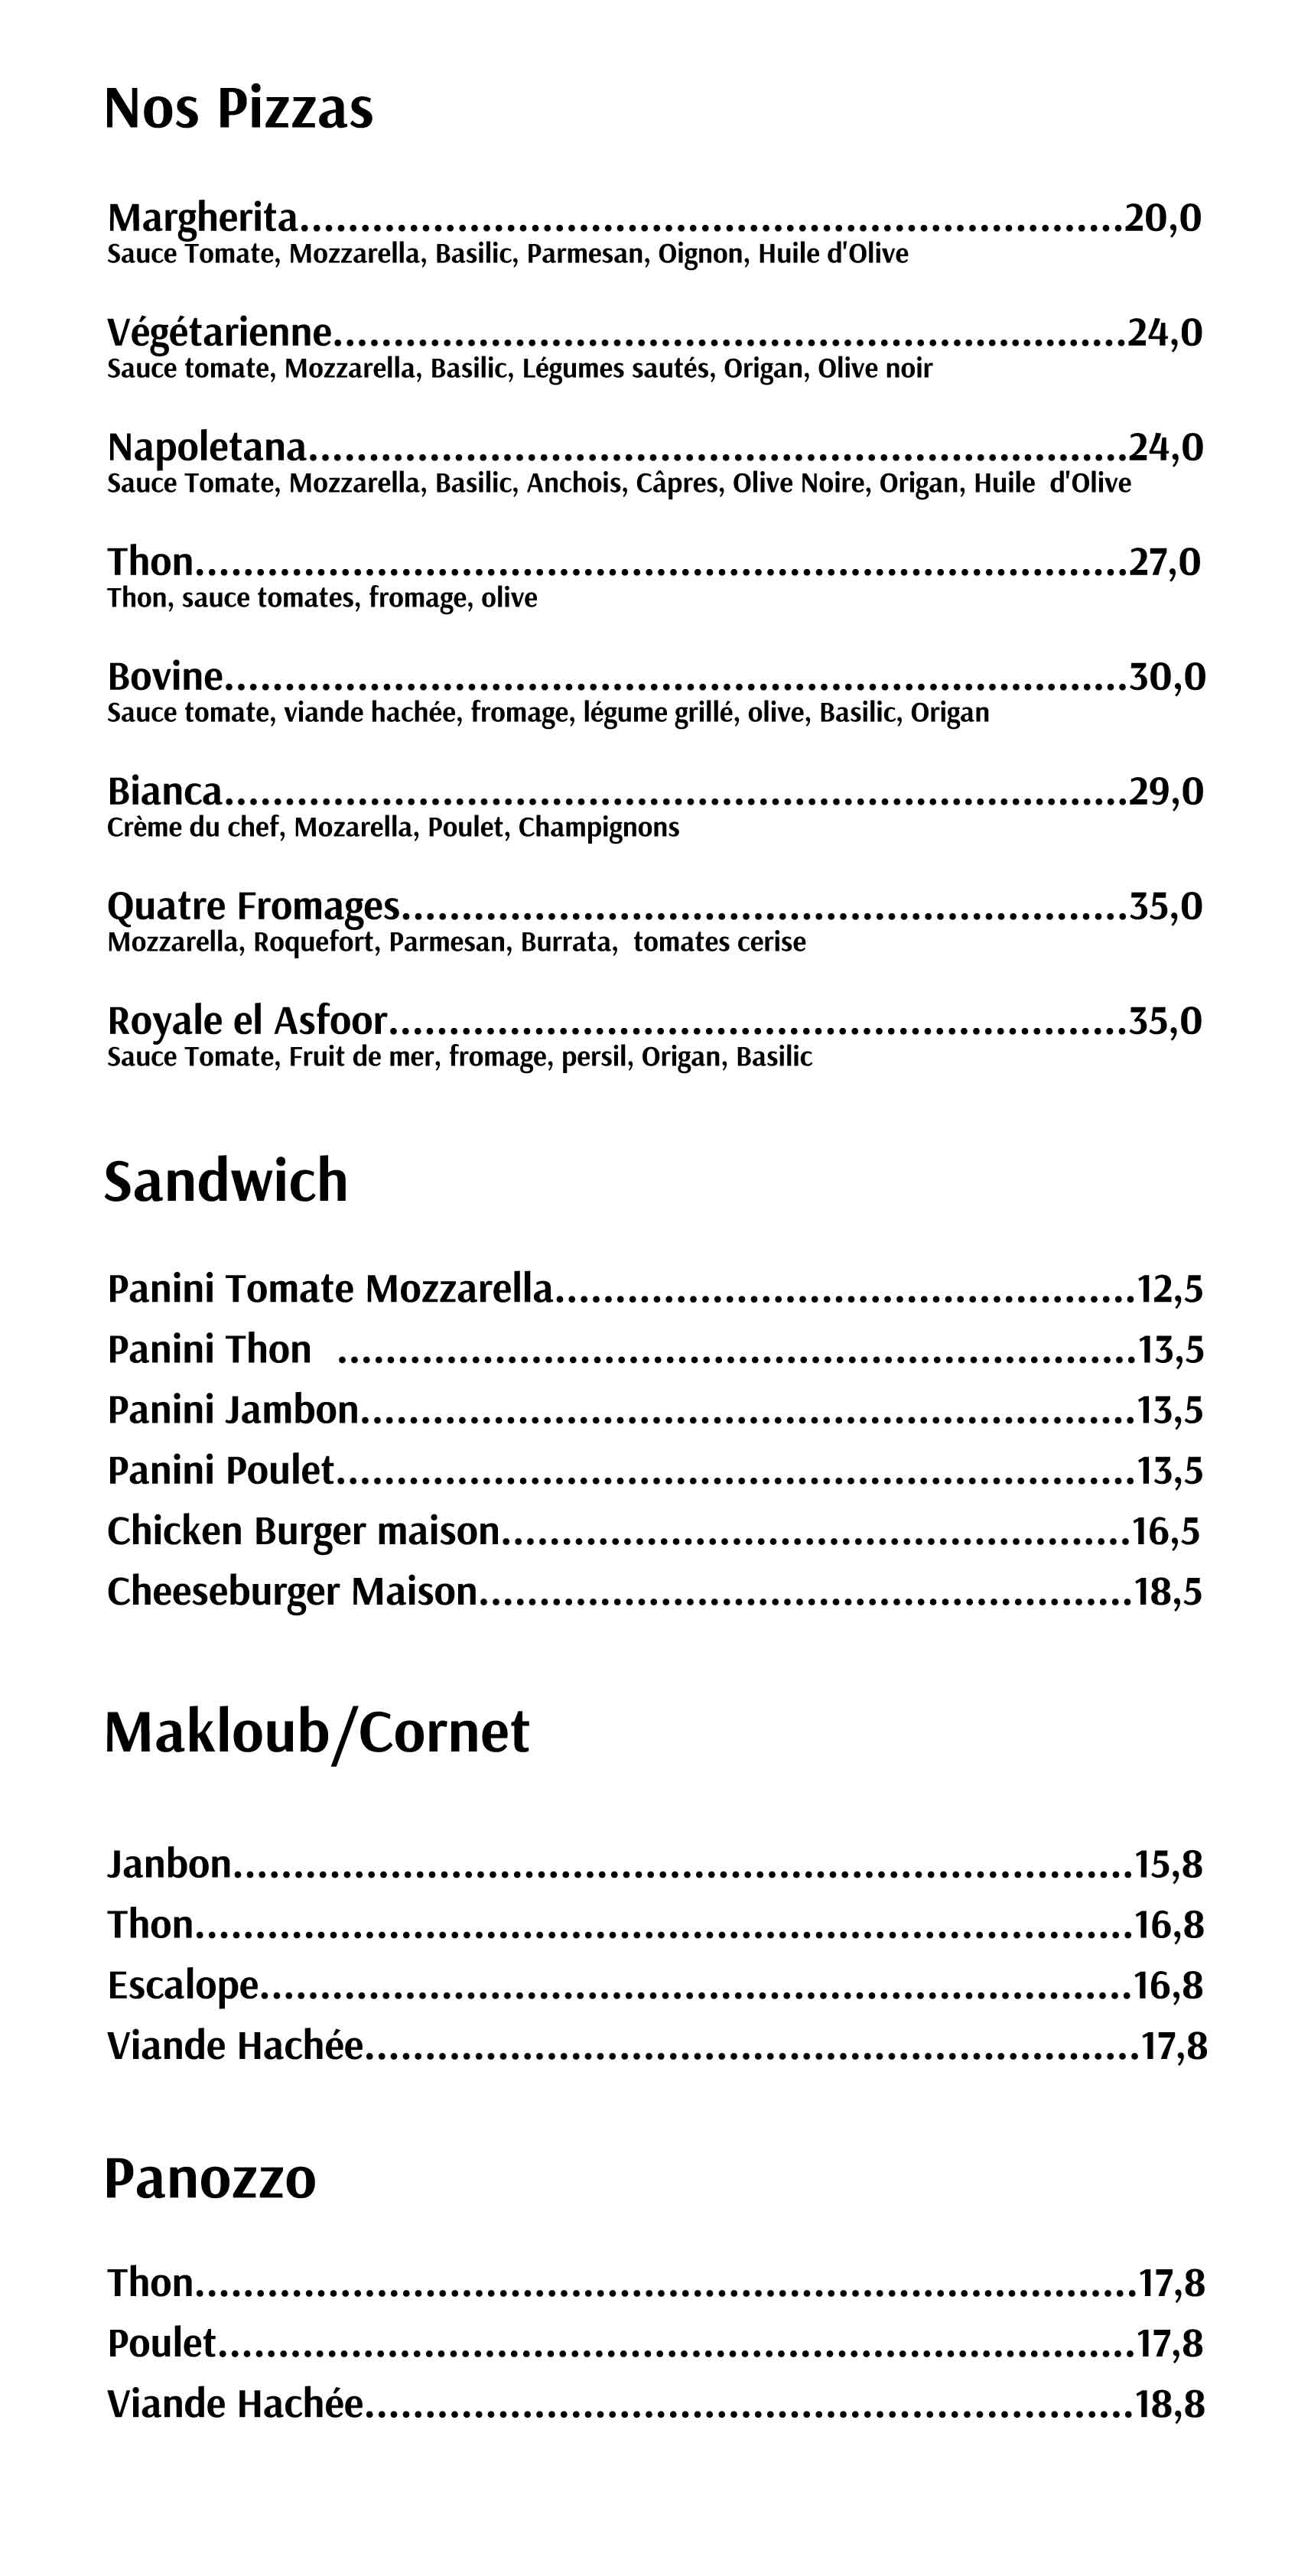 Nos Pizzas
Margherita....................................................................20,0
Sauce Tomate, Mozzarella, Basilic, Parmesan, Oignon, Huile d'Olive
Végétarienne.................................................................24,0
Sauce tomate, Mozzarella, Basilic, Légumes sautés, Origan, Olive noir
Napoletana...................................................................24,0
Sauce Tomate, Mozzarella, Basilic, Anchois, Câpres, Olive Noire, Origan, Huile  d'Olive
Thon.............................................................................27,0
Thon, sauce tomates, fromage, olive
Bovine..........................................................................30,0
Sauce tomate, viande hachée, fromage, légume grillé, olive, Basilic, Origan
Bianca..........................................................................29,0
Crème du chef, Mozarella, Poulet, Champignons
Quatre Fromages............................................................35,0
Mozzarella, Roquefort, Parmesan, Burrata,  tomates cerise
Royale el Asfoor.............................................................35,0
Sauce Tomate, Fruit de mer, fromage, persil, Origan, Basilic
Sandwich
Panini Tomate Mozzarella................................................12,5
Panini Thon  ..................................................................13,5
Panini Jambon................................................................13,5
Panini Poulet..................................................................13,5
Chicken Burger maison....................................................16,5
Cheeseburger Maison......................................................18,5
Makloub/Cornet
Janbon..........................................................................15,8
Thon.............................................................................16,8
Escalope........................................................................16,8
Viande Hachée................................................................17,8
Panozzo
Thon..............................................................................17,8
Poulet............................................................................17,8
Viande Hachée...............................................................18,8